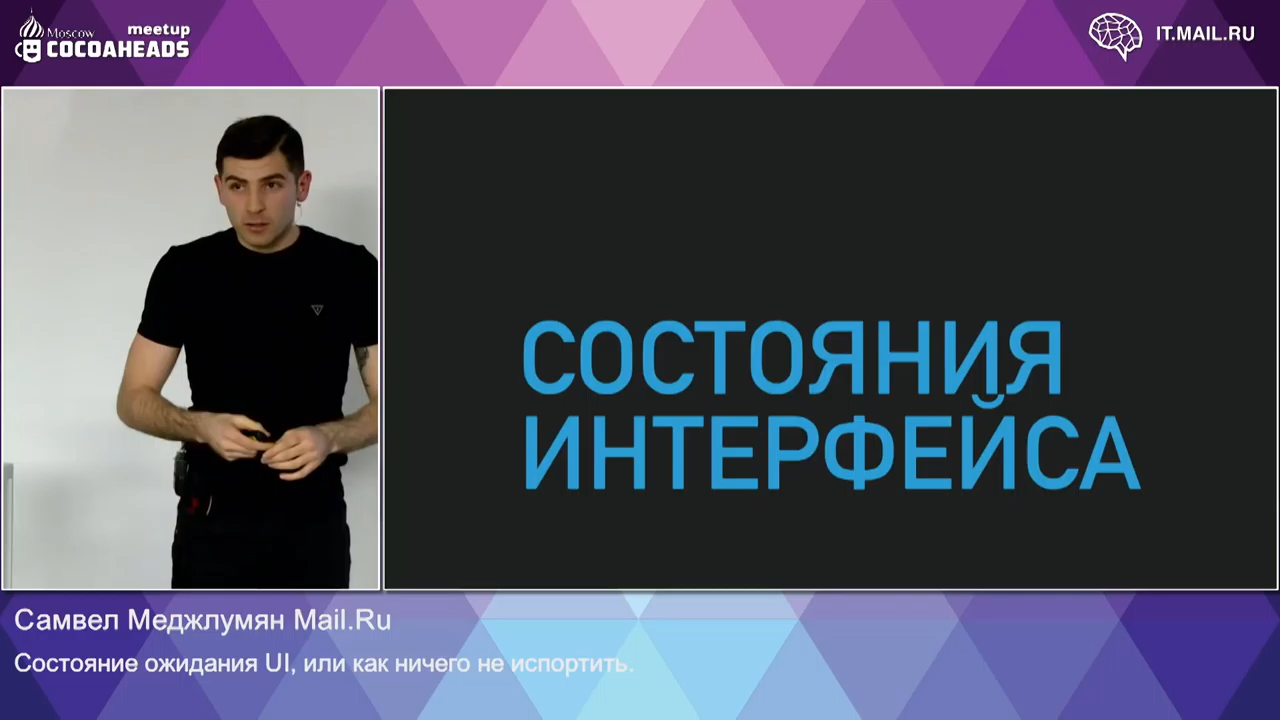 Moscow meetup
COCOAHEADS
IT.MAIL.RU
СОСТОЯНИЯ
ИНТЕРФЕЙСА
Самвел Меджлумян Mail.Ru
Состояние ожидания UI, или как ничего не испортить.